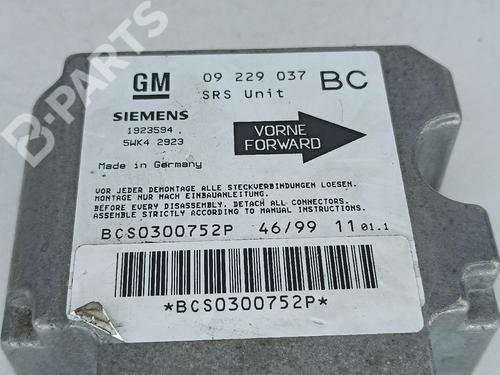 B-PARTS
GM
09 229 037 BC
SRS Unit
SIEMENS
1923594
5WK4 2923
VORNE
FORWARD
Made in Germany
VOR JEDER DEMONTAGE ALLE STECKVERBINDUNGEN LOESEN.
MONTAGE NUR NACH EINBAUANLEITUNG.
BEFORE EVERY DISASSEMBLY, DETACH ALL CONNECTORS.
ASSEMBLE STRICTLY ACCORDING TO MANUAL INSTRUCTIONS.
BCS0300752P 46/99 11 01.1
*BCS0300752P*